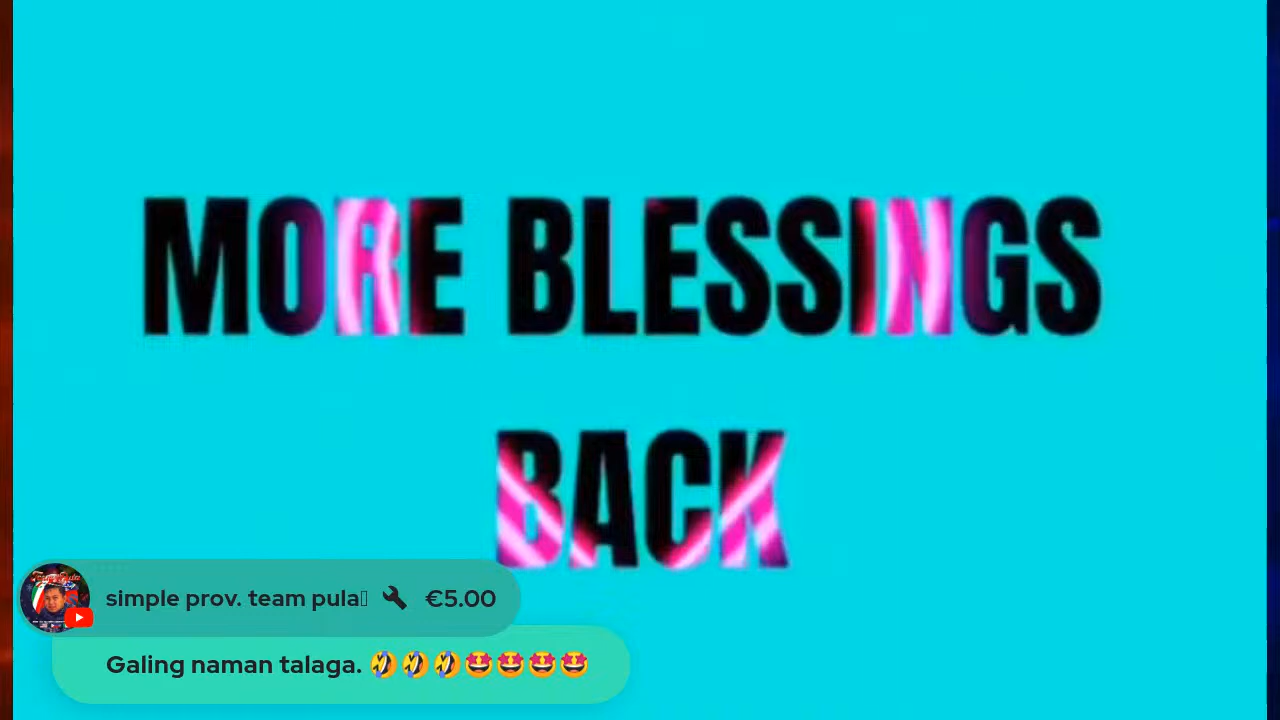 MORE BLESSINGS
BACK
simple prov. team pula €5.00
Galing naman talaga. 🤣🤣🤣🤩🤩🤩🤩